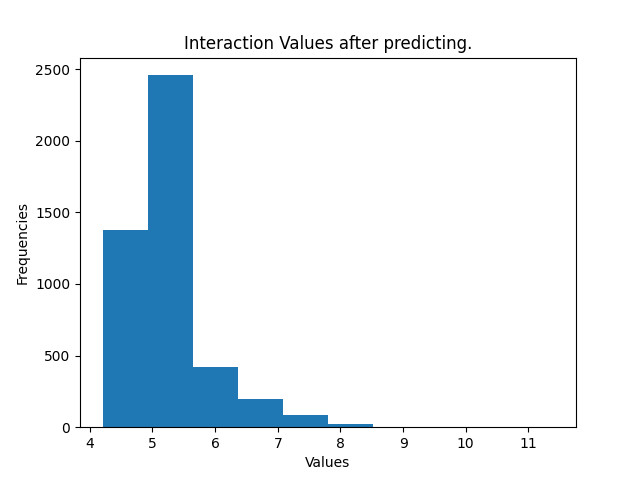 Interaction Values after predicting.
2500
2000
1500
1000
500
0
Frequencies
4 5 6 7 8 9 10 11
Values